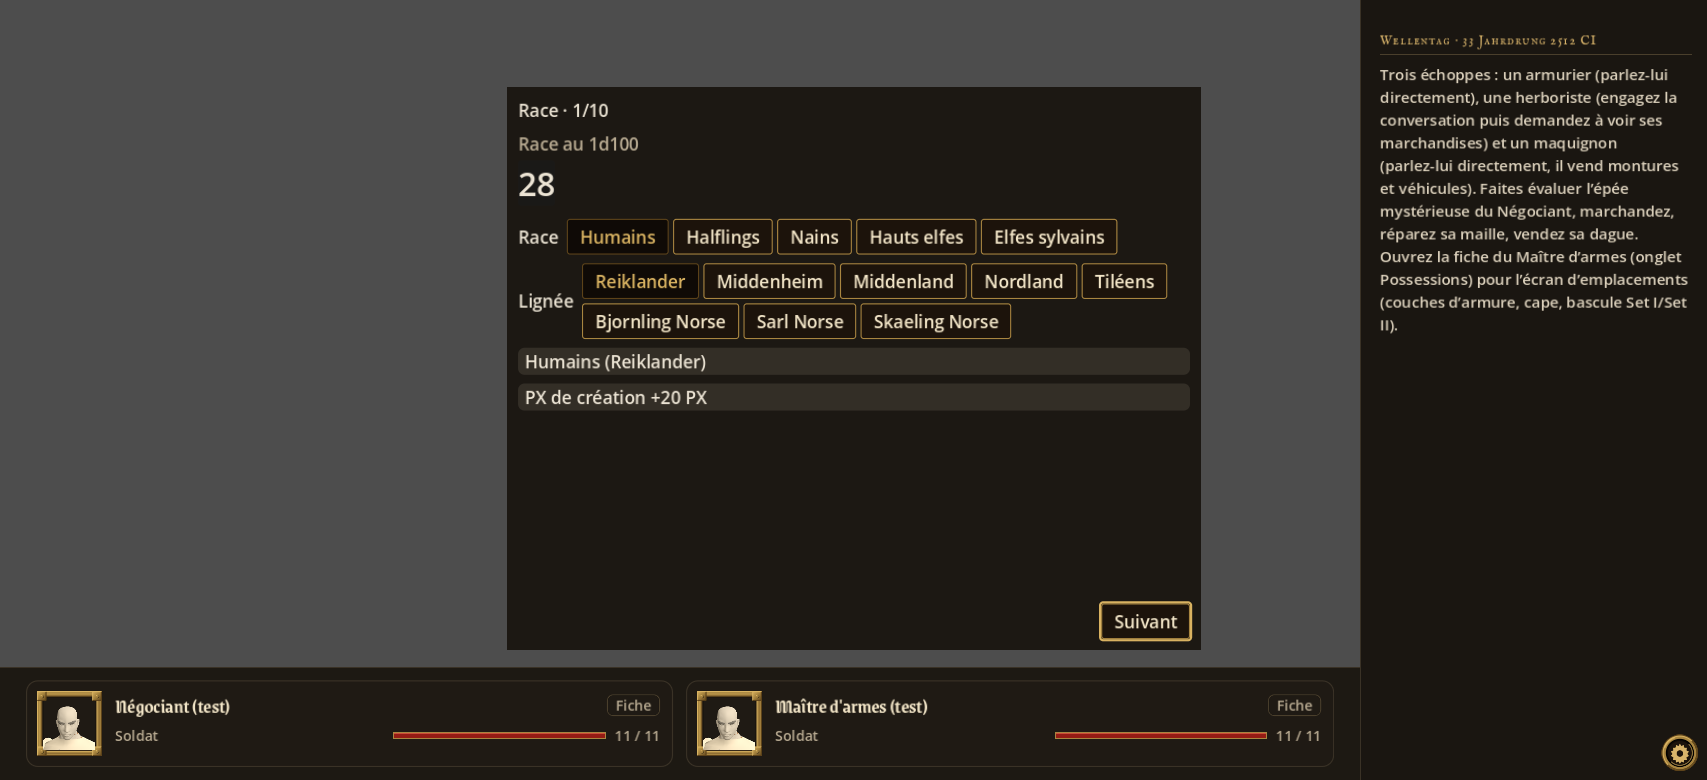 Race · 1/10
Race au 1d100
28
Race Humains Halflings Nains Hauts elfes Elfes sylvains
Lignée Reiklander Middenheim Middenland Nordland Tiléens
Bjornling Norse Sarl Norse Skaeling Norse
Humains (Reiklander)
PX de création +20 PX
Suivant
Wellentag · 33 Jahrdrung 2512 CI
Trois échoppes : un armurier (parlez-lui
directement), une herboriste (engagez la
conversation puis demandez à voir ses
marchandises) et un maquignon
(parlez-lui directement, il vend montures
et véhicules). Faites évaluer l’épée
mystérieuse du Négociant, marchandez,
réparez sa maille, vendez sa dague.
Ouvrez la fiche du Maître d’armes (onglet
Possessions) pour l’écran d’emplacements
(couches d’armure, cape, bascule Set I/Set
II).
Négociant (test) Fiche
Soldat 11 / 11
Maître d'armes (test) Fiche
Soldat 11 / 11